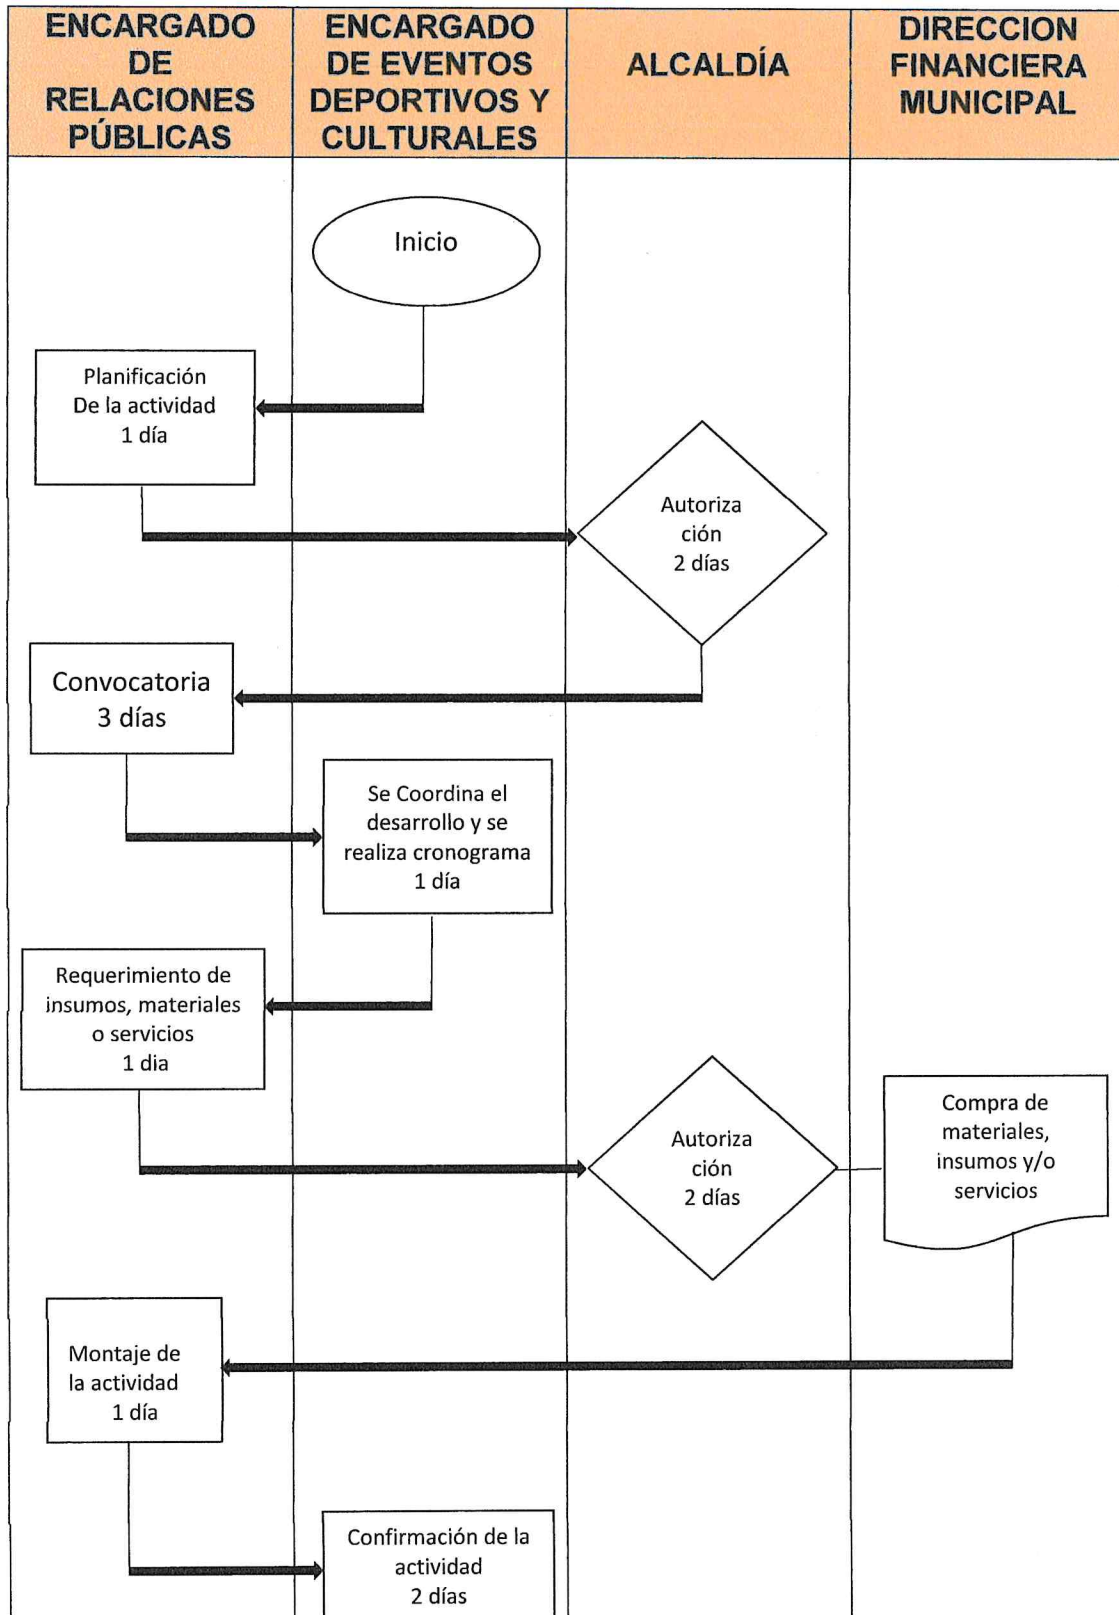 ENCARGADO
DE
RELACIONES
PÚBLICAS
ENCARGADO
DE EVENTOS
DEPORTIVOS Y
CULTURALES
ALCALDÍA
DIRECCION
FINANCIERA
MUNICIPAL
Inicio
Planificación
De la actividad
1 día
Autoriza
ción
2 días
Convocatoria
3 días
Se Coordina el
desarrollo y se
realiza cronograma
1 día
Requerimiento de
insumos, materiales
o servicios
1 dia
Autoriza
ción
2 días
Compra de
materiales,
insumos y/o
servicios
Montaje de
la actividad
1 día
Confirmación de la
actividad
2 días